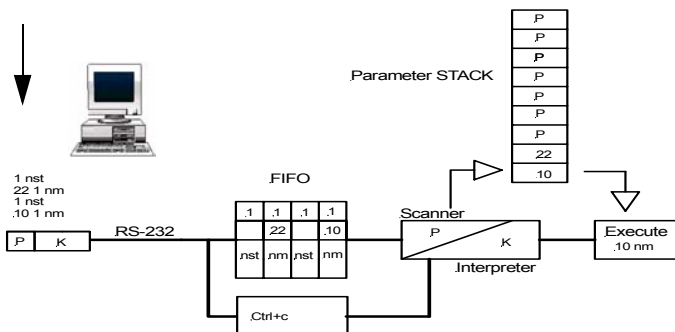 .P
.P
.P
.P
.P
.P
.P
.22
.10
.Parameter STACK
1 nst
22 1 nm
1 nst
.10 1 nm
.P .K
.RS-232
.FIFO
.1 .1 .1 .1
.22 .10
.nst .nm .nst nm
.Ctrl+c
.Scanner
.P
.K
.Interpreter
.Execute
.10 nm